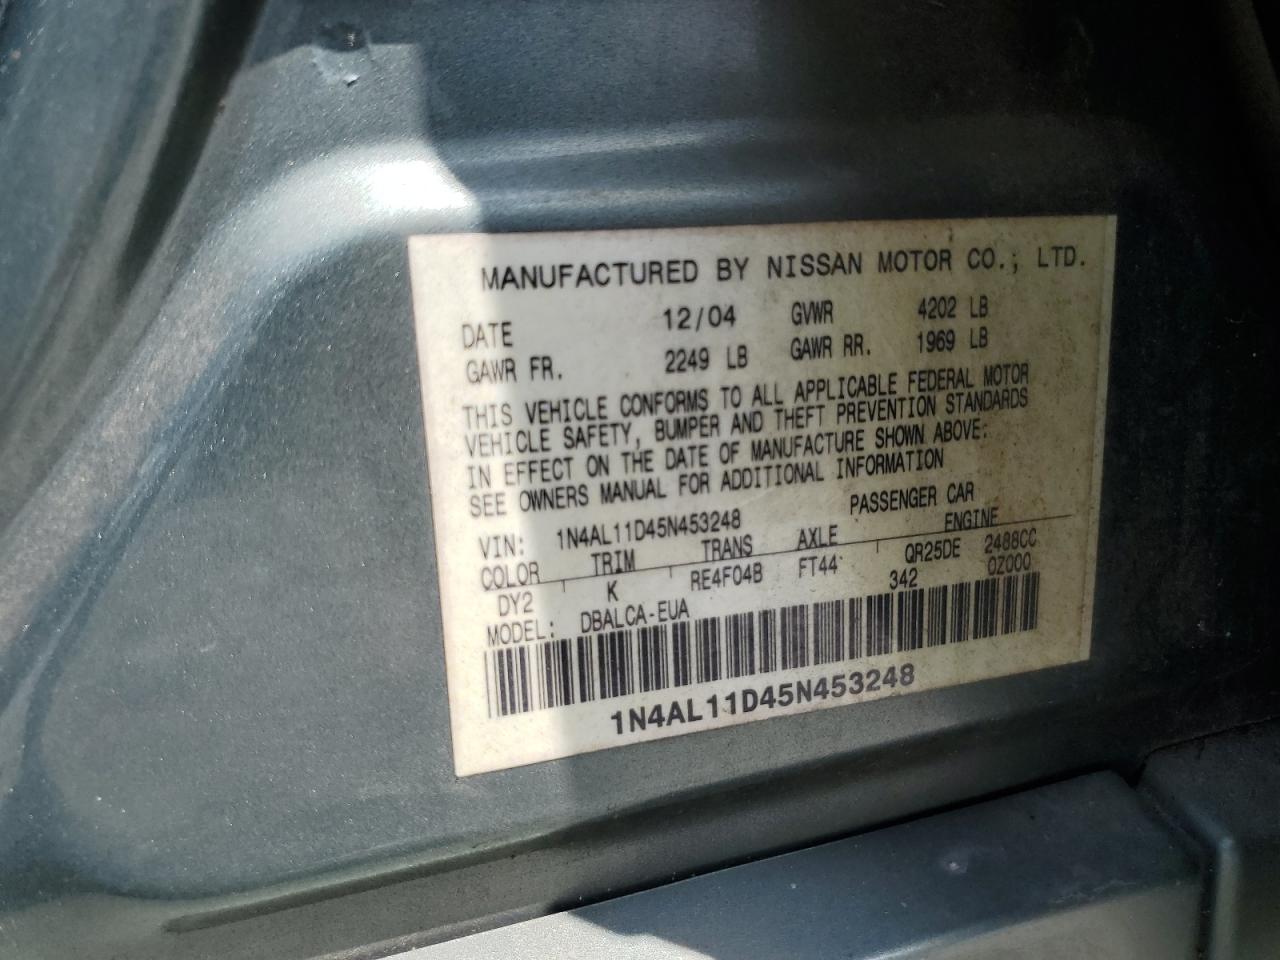 MANUFACTURED BY NISSAN MOTOR CO.; LTD.
DATE 12/04 GVWR 4202 LB
GAWR FR. 2249 LB GAWR RR. 1969 LB
THIS VEHICLE CONFORMS TO ALL APPLICABLE FEDERAL MOTOR
VEHICLE SAFETY, BUMPER AND THEFT PREVENTION STANDARDS
IN EFFECT ON THE DATE OF MANUFACTURE SHOWN ABOVE:
SEE OWNERS MANUAL FOR ADDITIONAL INFORMATION
VIN: 1N4AL11D45N453248 PASSENGER CAR
COLOR TRIM TRANS AXLE ENGINE
DY2 K RE4F04B FT44 QR25DE 2488CC
MODEL: DBALCA-EUA 342 0Z000
1N4AL11D45N453248